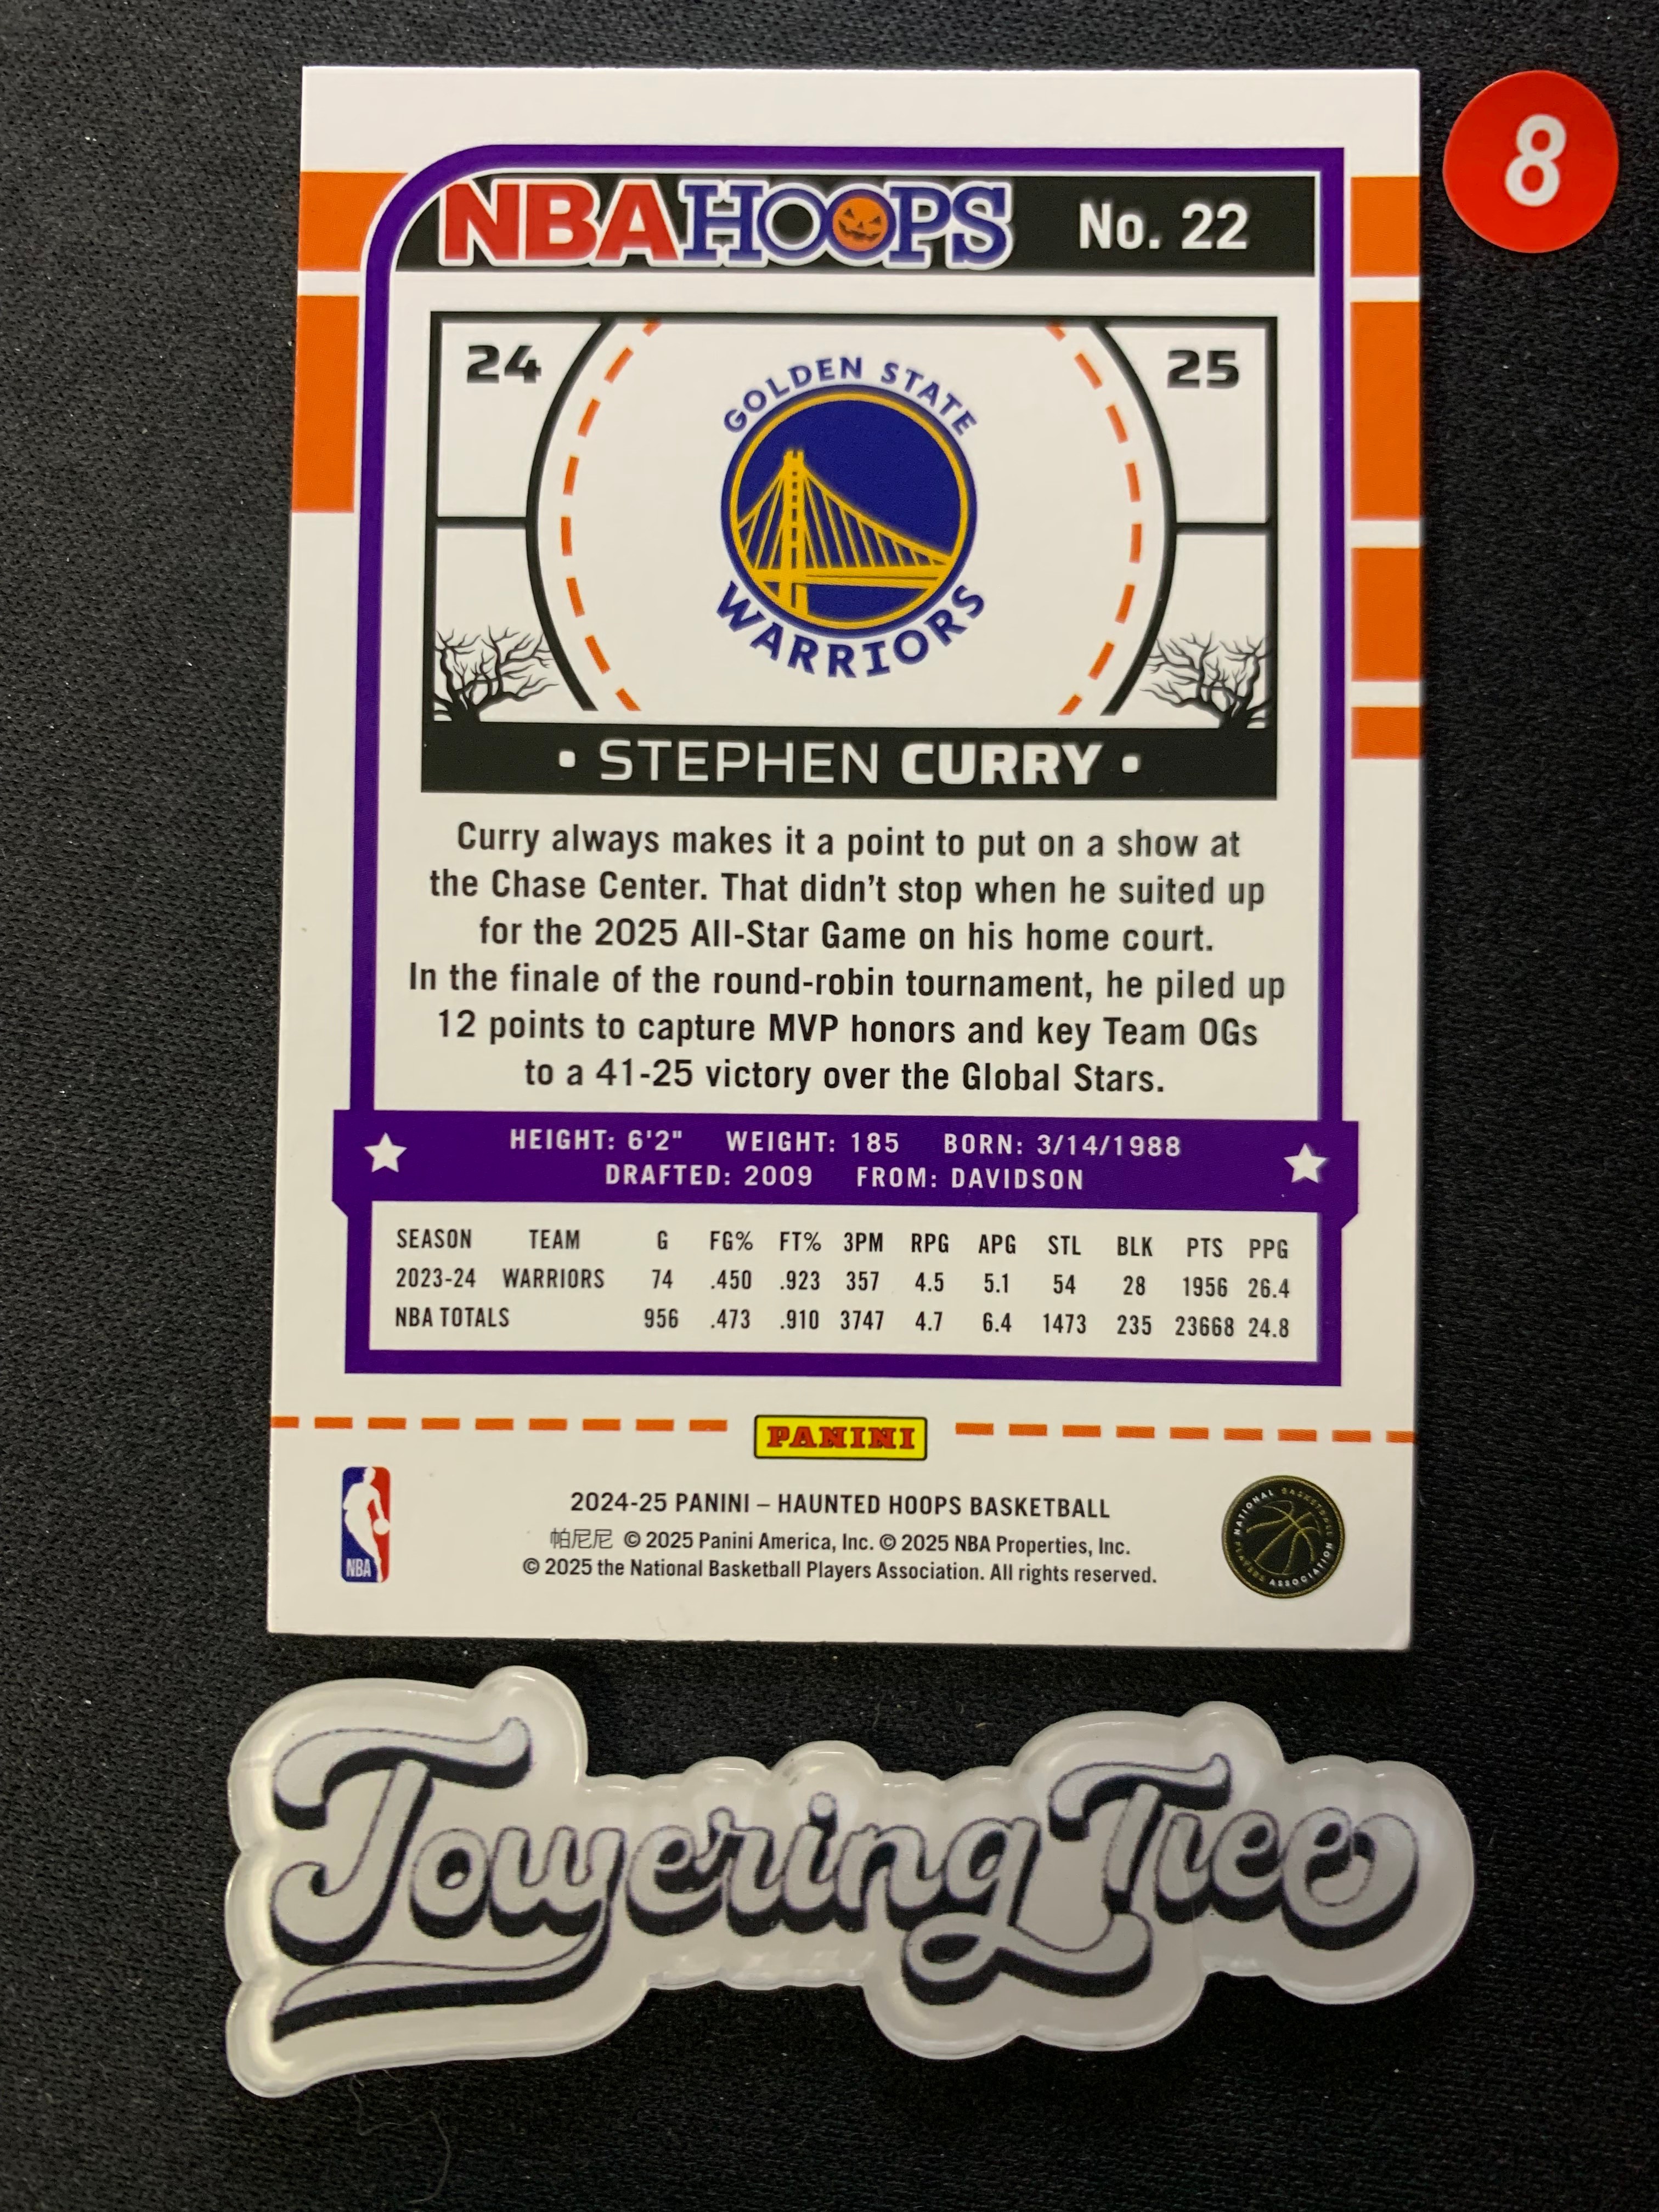 NBA HOOPS No. 22
8
24 25
GOLDEN STATE
WARRIORS
• STEPHEN CURRY •
Curry always makes it a point to put on a show at
the Chase Center. That didn't stop when he suited up
for the 2025 All-Star Game on his home court.
In the finale of the round-robin tournament, he piled up
12 points to capture MVP honors and key Team OGs
to a 41-25 victory over the Global Stars.
HEIGHT: 6'2" WEIGHT: 185 BORN: 3/14/1988
DRAFTED: 2009 FROM: DAVIDSON
SEASON TEAM G FG% FT% 3PM RPG APG STL BLK PTS PPG
2023-24 WARRIORS 74 .450 .923 357 4.5 5.1 54 28 1956 26.4
NBA TOTALS 956 .473 .910 3747 4.7 6.4 1473 235 23668 24.8
PANINI
2024-25 PANINI – HAUNTED HOOPS BASKETBALL
帕尼尼 © 2025 Panini America, Inc. © 2025 NBA Properties, Inc.
© 2025 the National Basketball Players Association. All rights reserved.
NBA
NATIONAL BASKETBALL
PLAYERS ASSOCIATION
Towering Tree